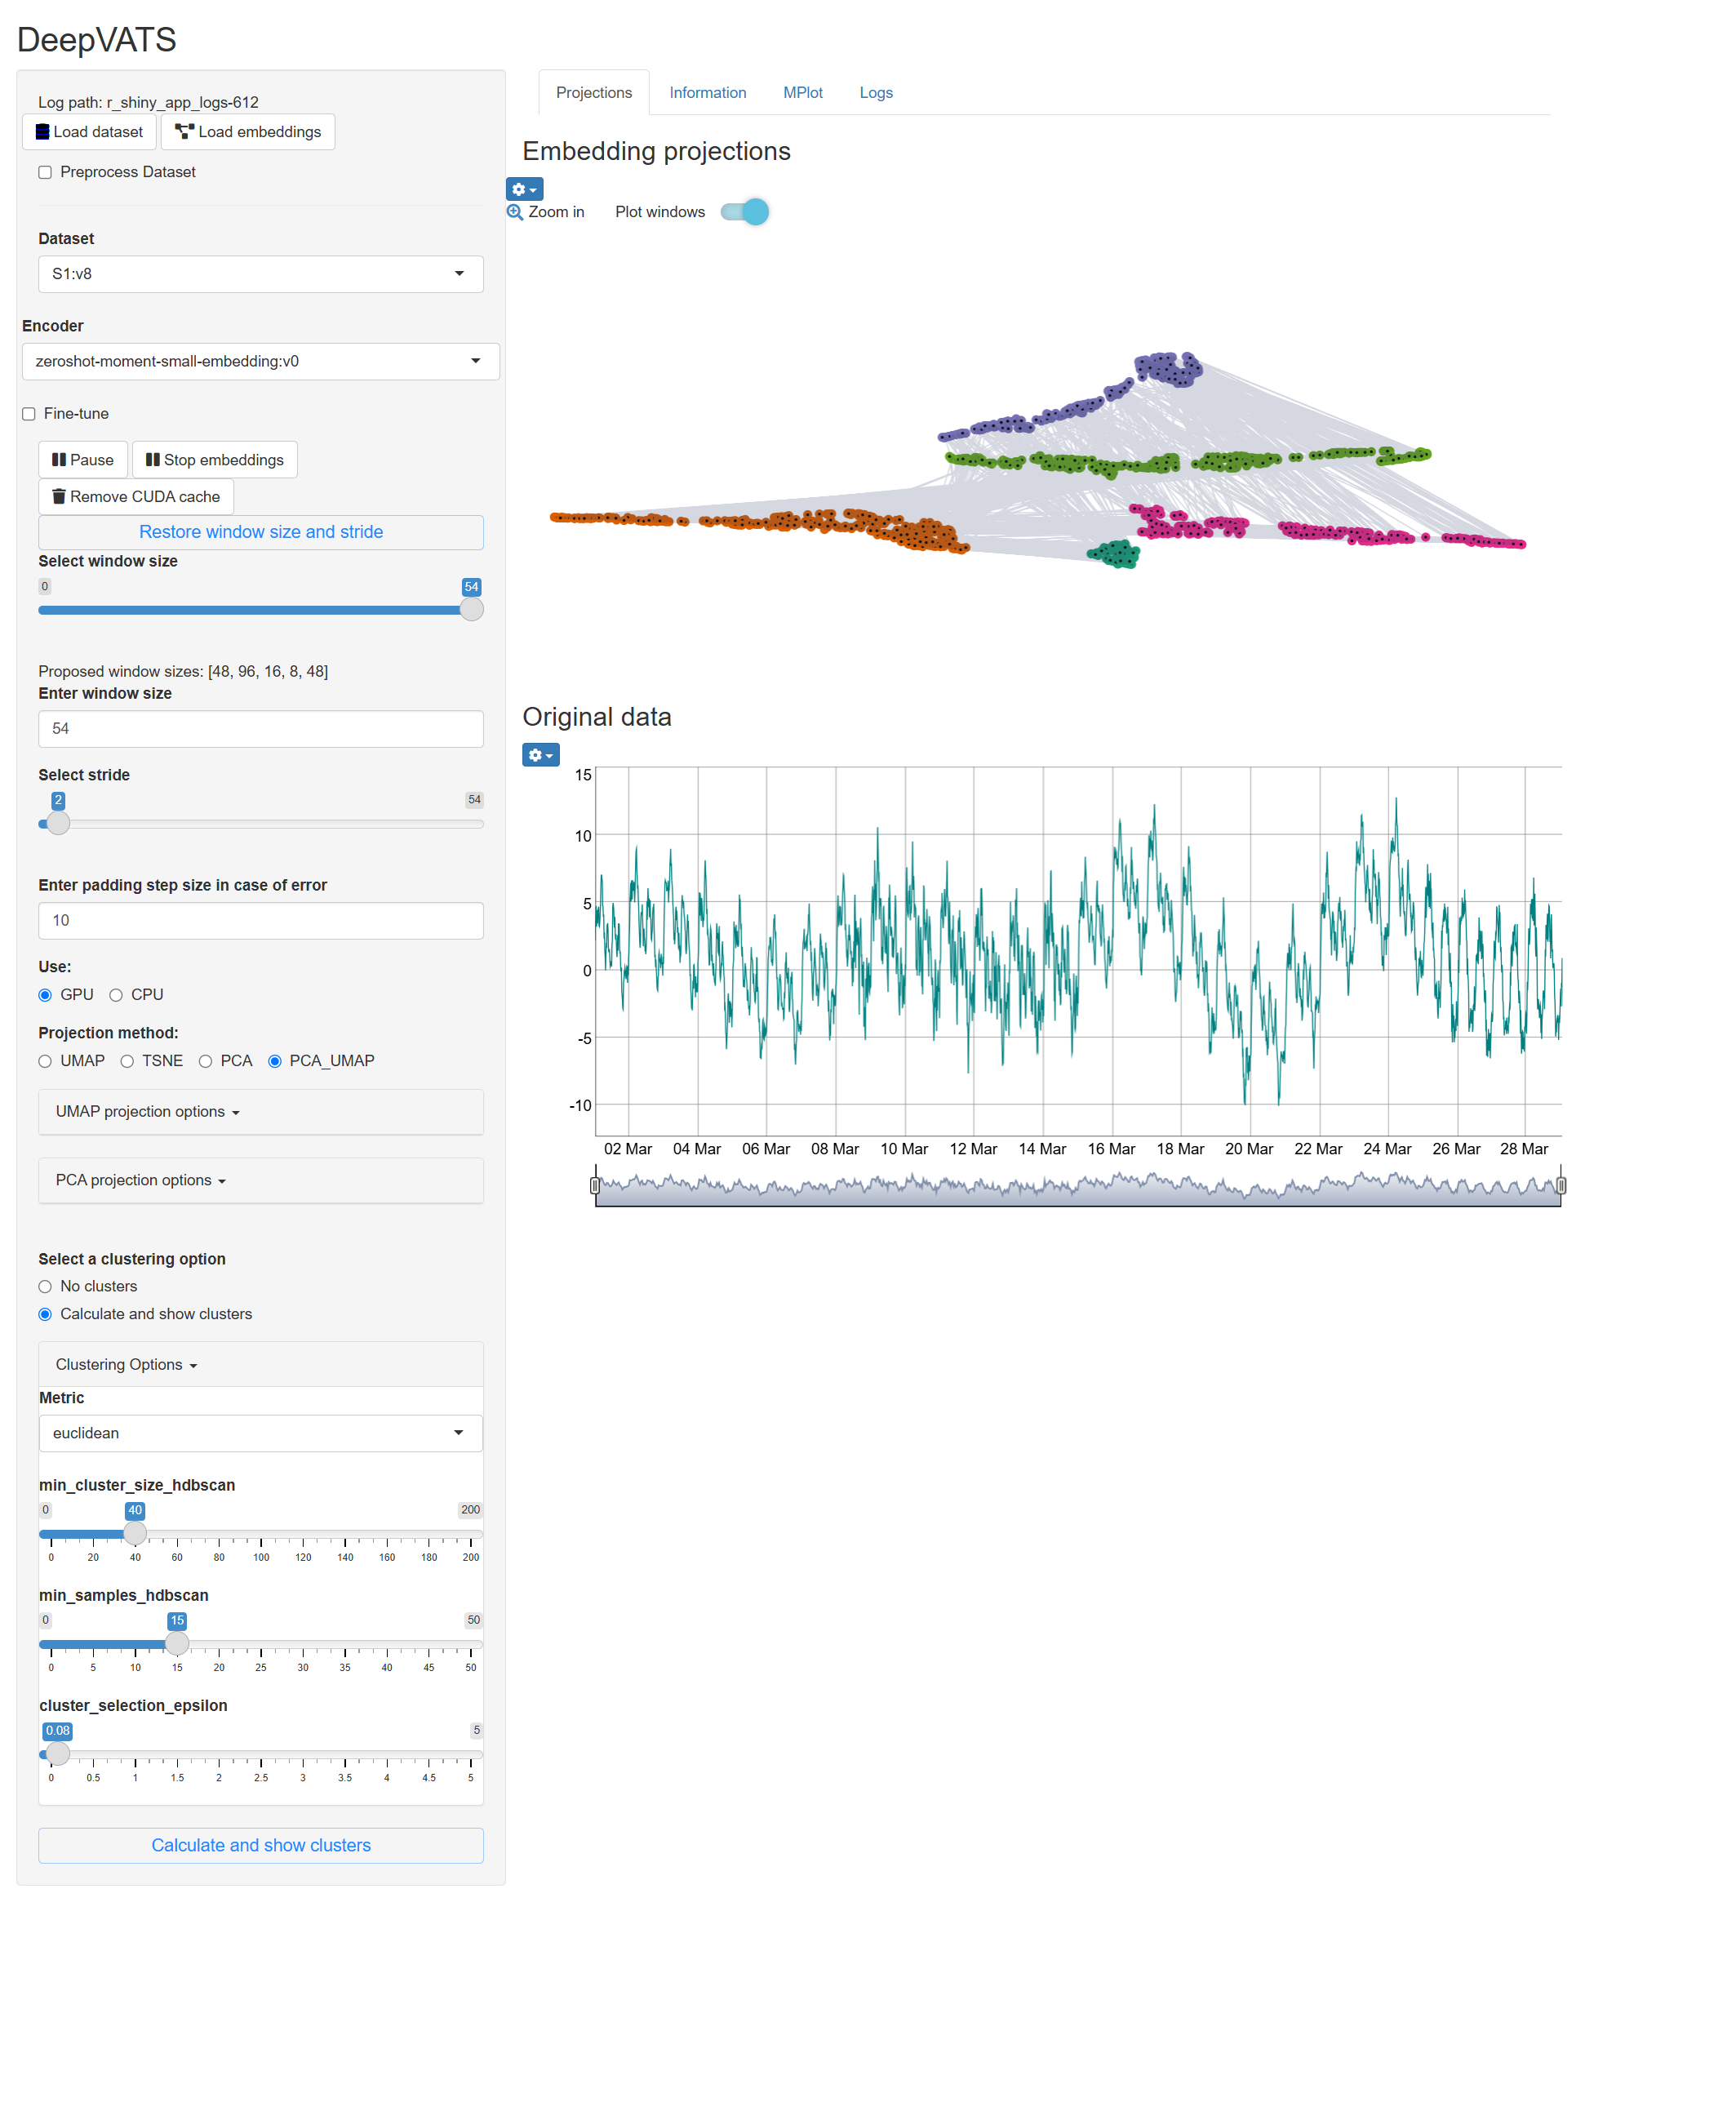 DeepVATS
Log path: r_shiny_app_logs-612
Load dataset Load embeddings
Preprocess Dataset
Dataset
S1:v8
Encoder
zeroshot-moment-small-embedding:v0
Fine-tune
Pause Stop embeddings
Remove CUDA cache
Restore window size and stride
Select window size
0 54
Proposed window sizes: [48, 96, 16, 8, 48]
Enter window size
54
Select stride
2 54
Enter padding step size in case of error
10
Use:
GPU CPU
Projection method:
UMAP TSNE PCA PCA_UMAP
UMAP projection options
PCA projection options
Select a clustering option
No clusters
Calculate and show clusters
Clustering Options
Metric
euclidean
min_cluster_size_hdbscan
0 40 200
0 20 40 60 80 100 120 140 160 180 200
min_samples_hdbscan
0 15 50
0 5 10 15 20 25 30 35 40 45 50
cluster_selection_epsilon
0.08 5
0 0.5 1 1.5 2 2.5 3 3.5 4 4.5 5
Calculate and show clusters
Projections Information MPlot Logs
Embedding projections
Zoom in Plot windows
Original data
15
10
5
0
-5
-10
02 Mar 04 Mar 06 Mar 08 Mar 10 Mar 12 Mar 14 Mar 16 Mar 18 Mar 20 Mar 22 Mar 24 Mar 26 Mar 28 Mar